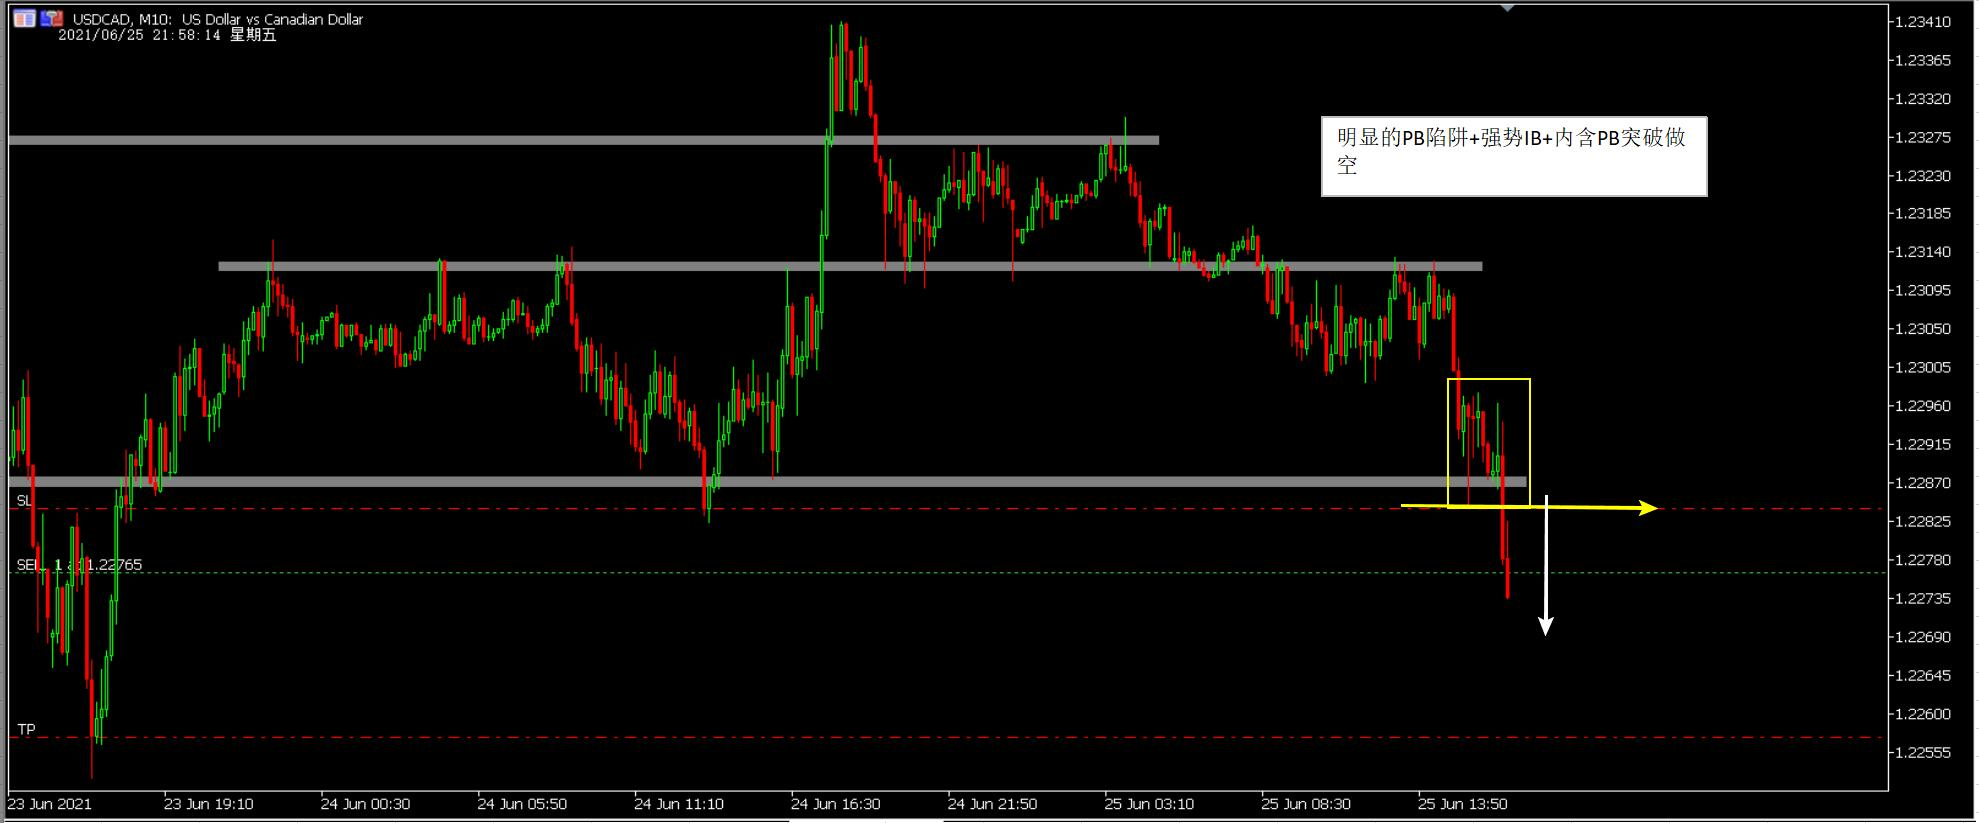 USDCAD, M10: US Dollar vs Canadian Dollar
2021/06/25 21:58:14 星期五
明显的PB陷阱+强势IB+内含PB突破做
空
SL
1 at 1.22765
TP
1.23410
1.23365
1.23320
1.23275
1.23230
1.23185
1.23140
1.23095
1.23050
1.23005
1.22960
1.22915
1.22870
1.22825
1.22780
1.22735
1.22690
1.22645
1.22600
1.22555
23 Jun 2021
23 Jun 19:10
24 Jun 00:30
24 Jun 05:50
24 Jun 11:10
24 Jun 16:30
24 Jun 21:50
25 Jun 03:10
25 Jun 08:30
25 Jun 13:50